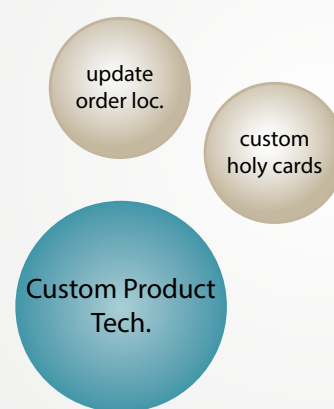 update
order loc.
custom
holy cards
Custom Product
Tech.